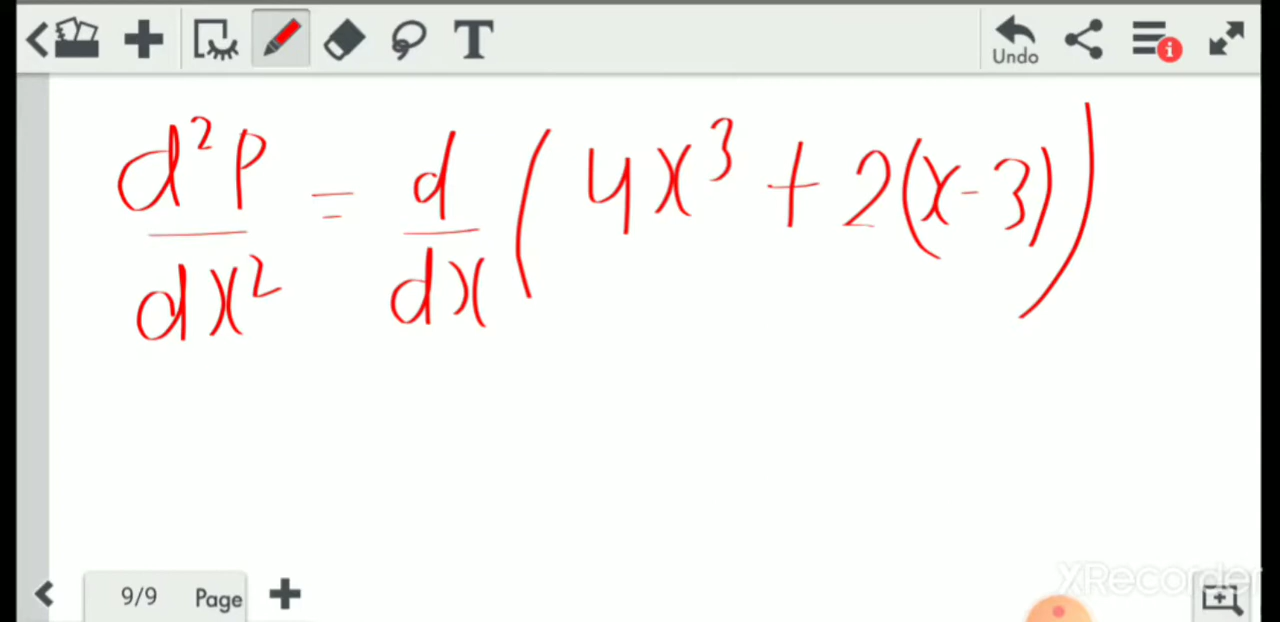 T Undo
d²P/dx² = d/dx (4x³ + 2(x-3))
9/9 Page
XRecorder